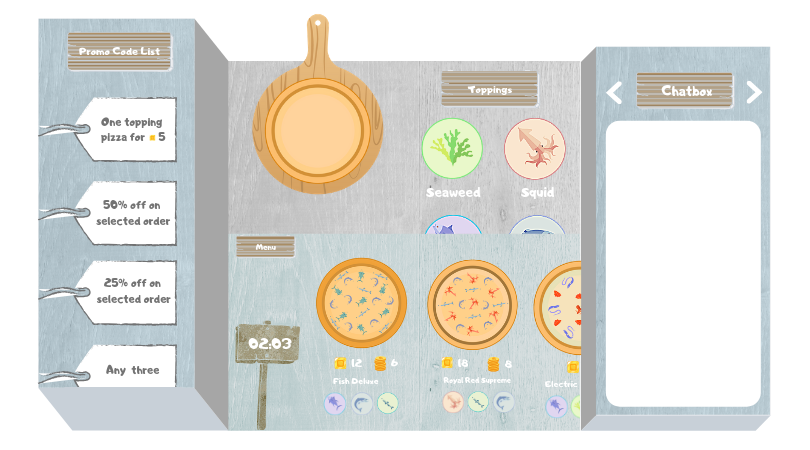 Promo Code List
One topping
pizza for 5
50% off on
selected order
25% off on
selected order
Any three
Toppings
Seaweed
Squid
Menu
02:03
12 6
Fish Deluxe
18 8
Royal Red Supreme
Electric
Chatbox